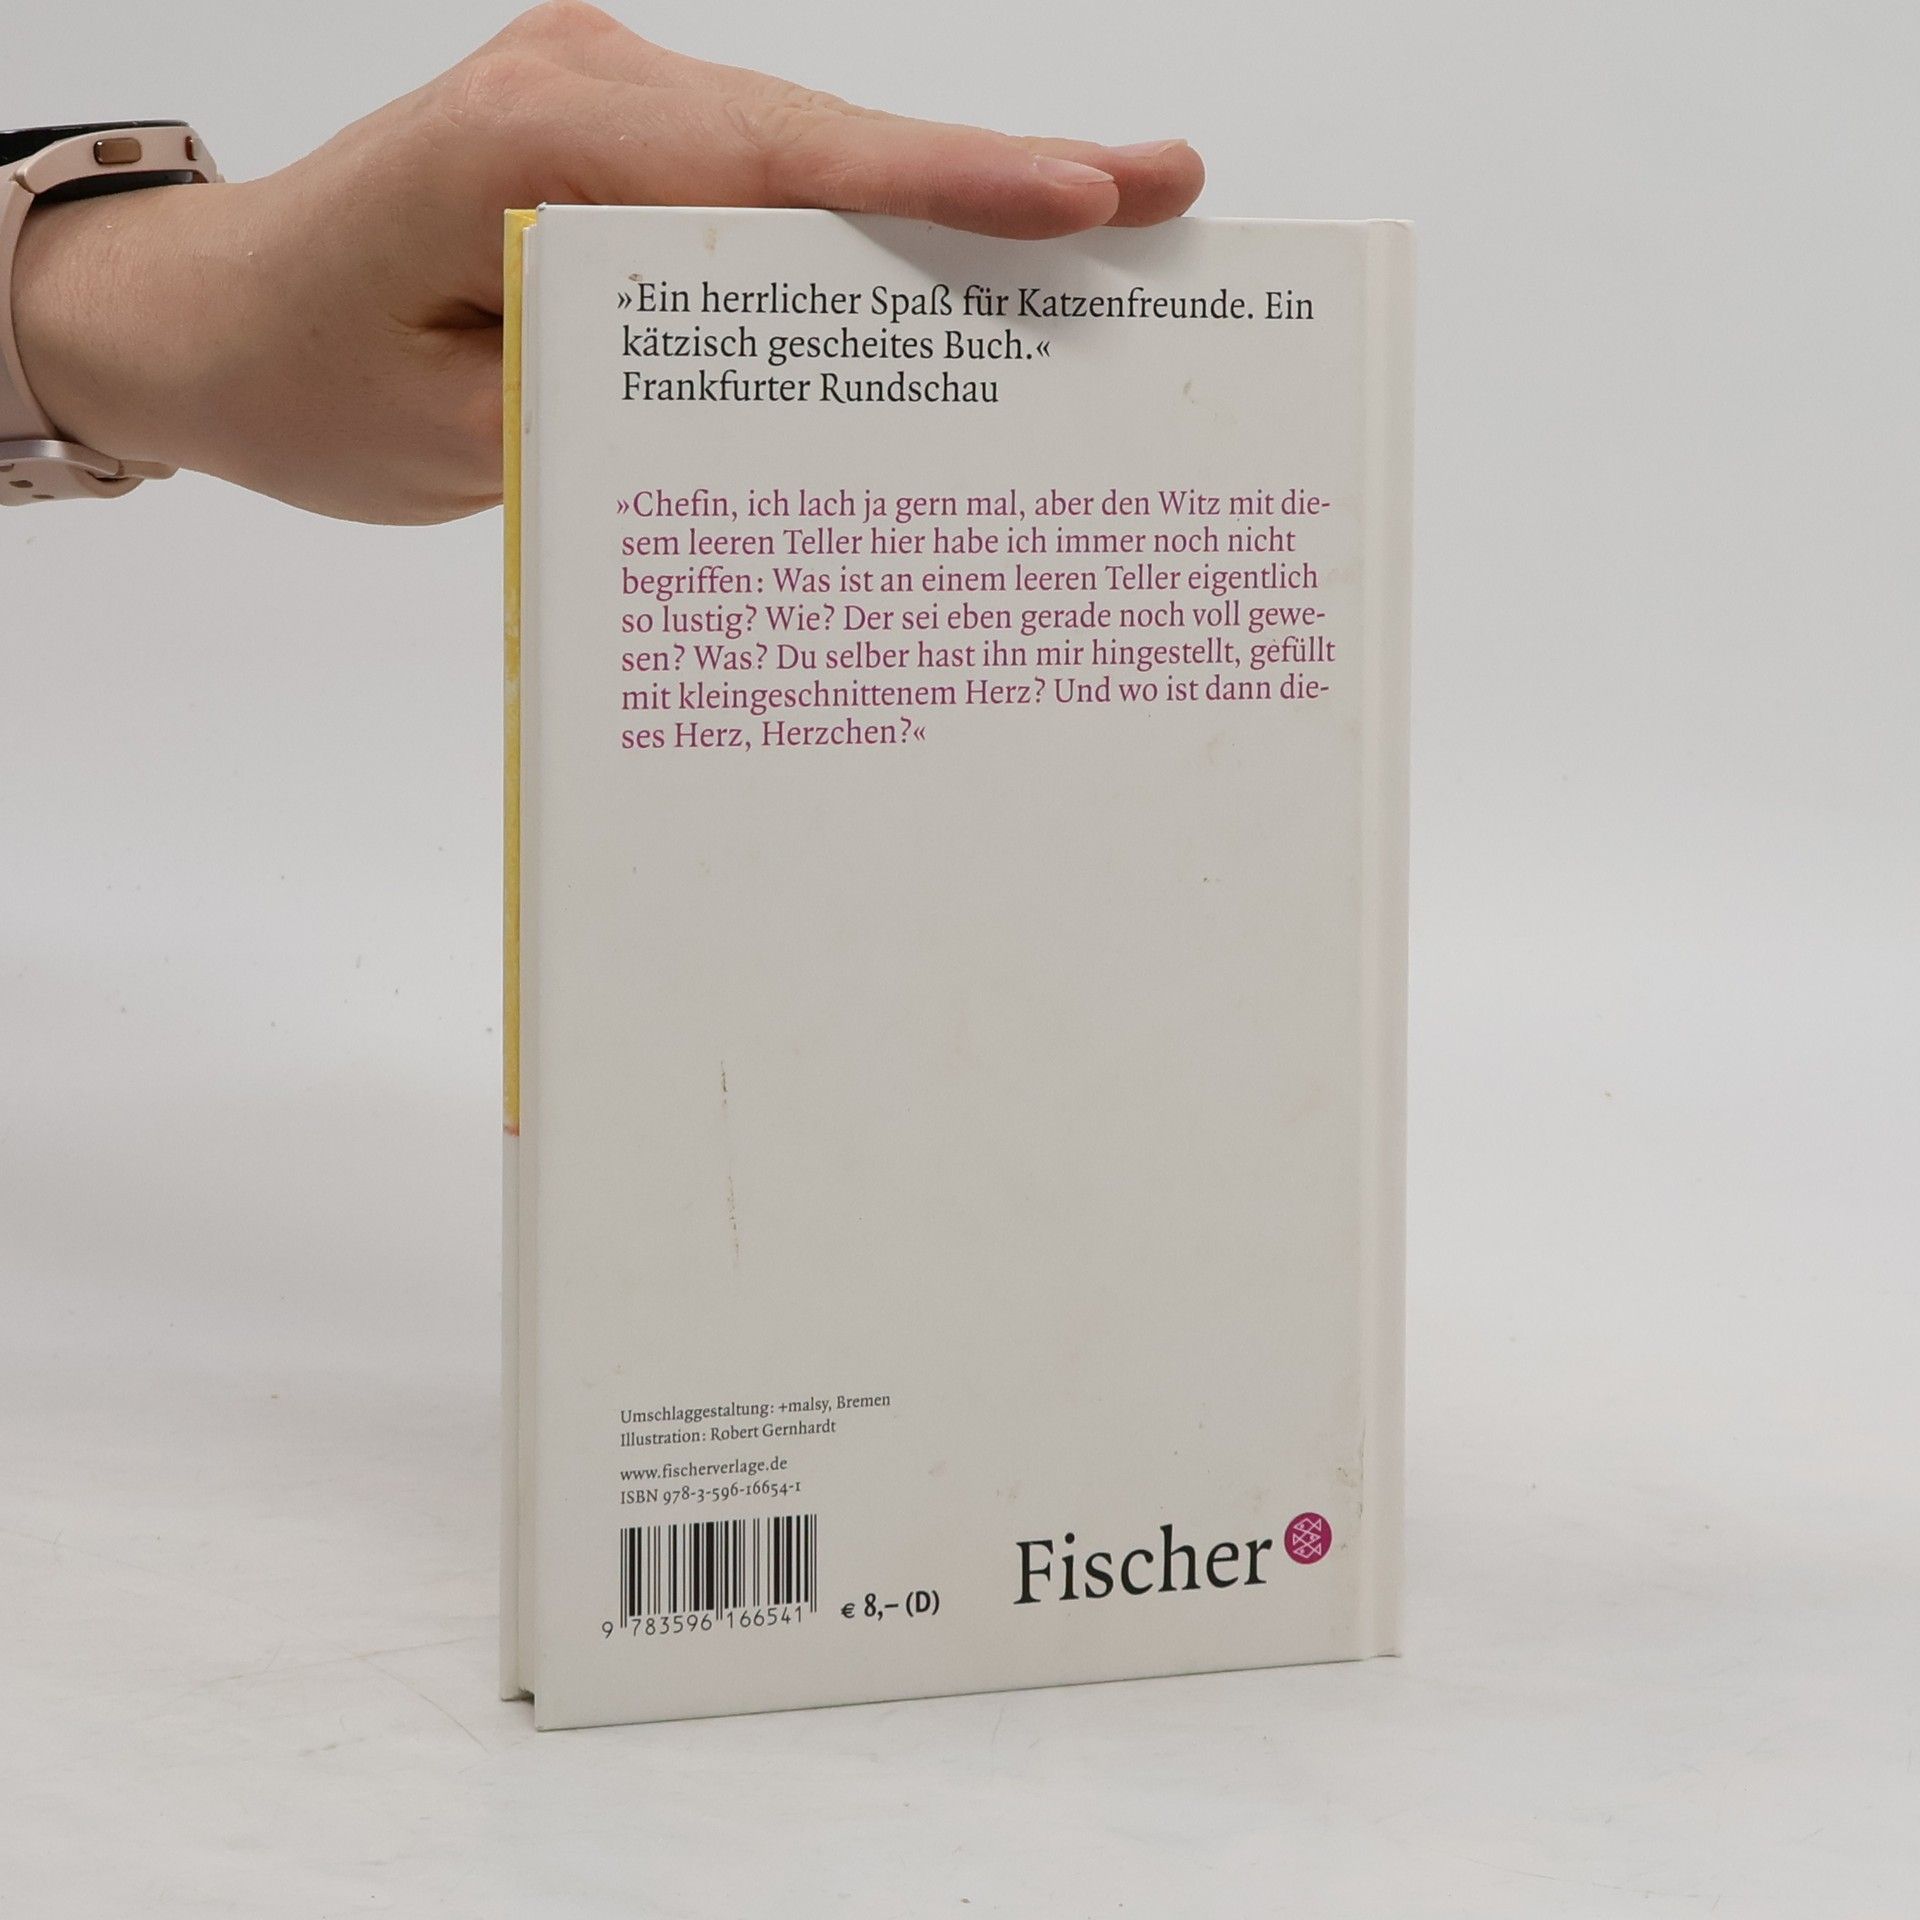 »Ein herrlicher Spaß für Katzenfreunde. Ein
kätzisch gescheites Buch.«
Frankfurter Rundschau
»Chefin, ich lach ja gern mal, aber den Witz mit die-
sem leeren Teller hier habe ich immer noch nicht
begriffen: Was ist an einem leeren Teller eigentlich
so lustig? Wie? Der sei eben gerade noch voll gewe-
sen? Was? Du selber hast ihn mir hingestellt, gefüllt
mit kleingeschnittenem Herz? Und wo ist dann die-
ses Herz, Herzchen?«
Umschlaggestaltung: +malsy, Bremen
Illustration: Robert Gernhardt
www.fischerverlage.de
ISBN 978-3-596-16654-1
9 783596 166541
€ 8,– (D)
Fischer